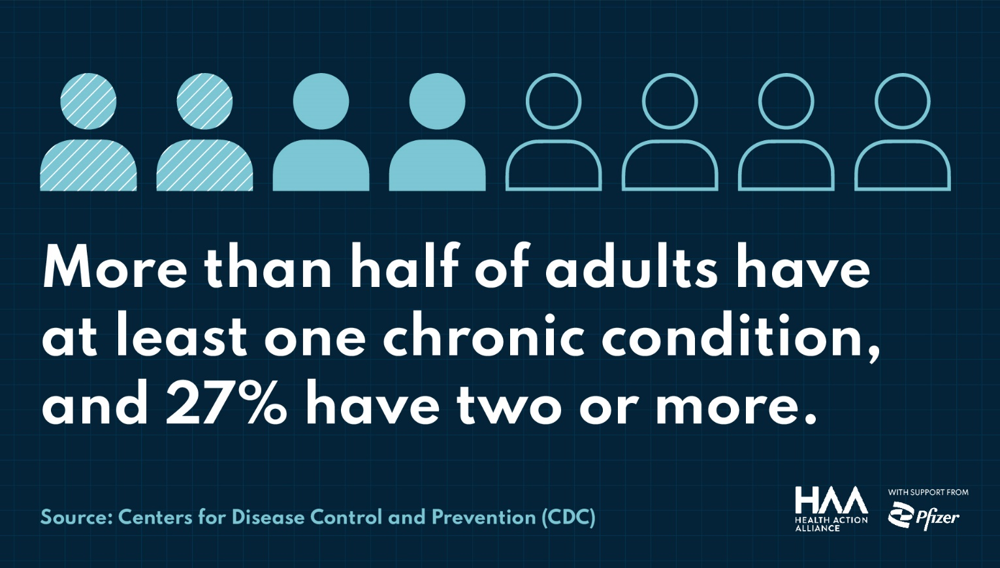 More than half of adults have
at least one chronic condition,
and 27% have two or more.
Source: Centers for Disease Control and Prevention (CDC)
HAA
HEALTH ACTION
ALLIANCE
WITH SUPPORT FROM
Pfizer